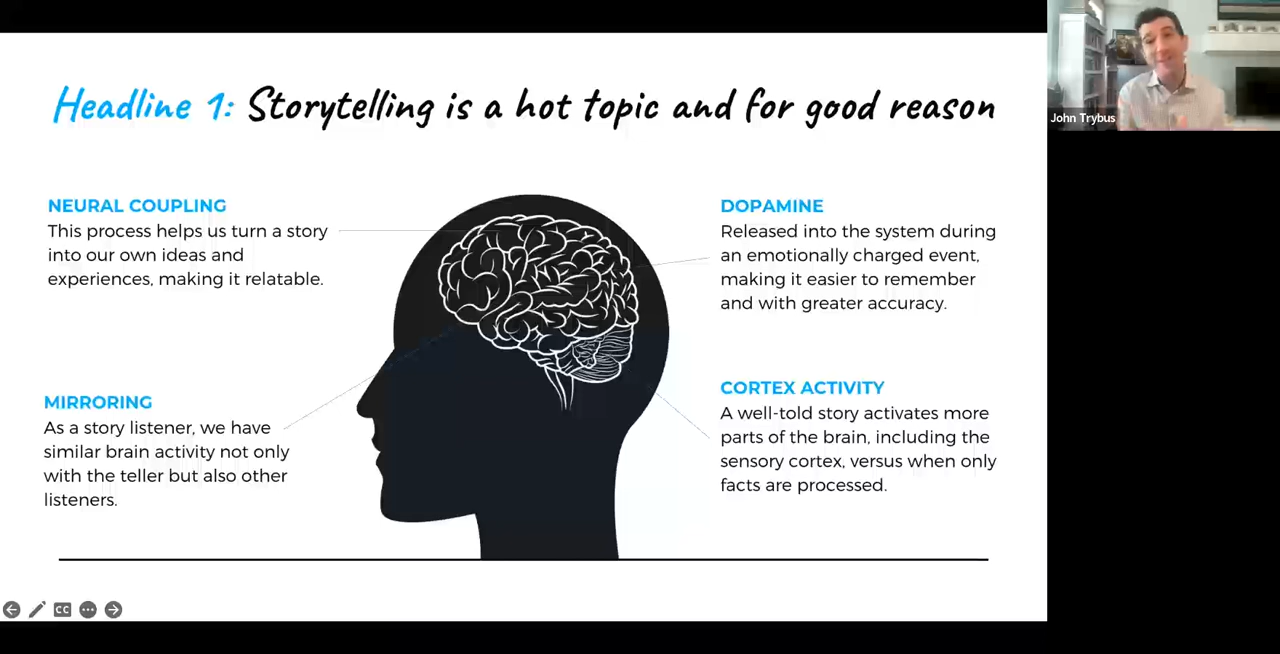 Headline 1: Storytelling is a hot topic and for good reason
John Trybus
NEURAL COUPLING
This process helps us turn a story
into our own ideas and
experiences, making it relatable.
MIRRORING
As a story listener, we have
similar brain activity not only
with the teller but also other
listeners.
DOPAMINE
Released into the system during
an emotionally charged event,
making it easier to remember
and with greater accuracy.
CORTEX ACTIVITY
A well-told story activates more
parts of the brain, including the
sensory cortex, versus when only
facts are processed.
CC